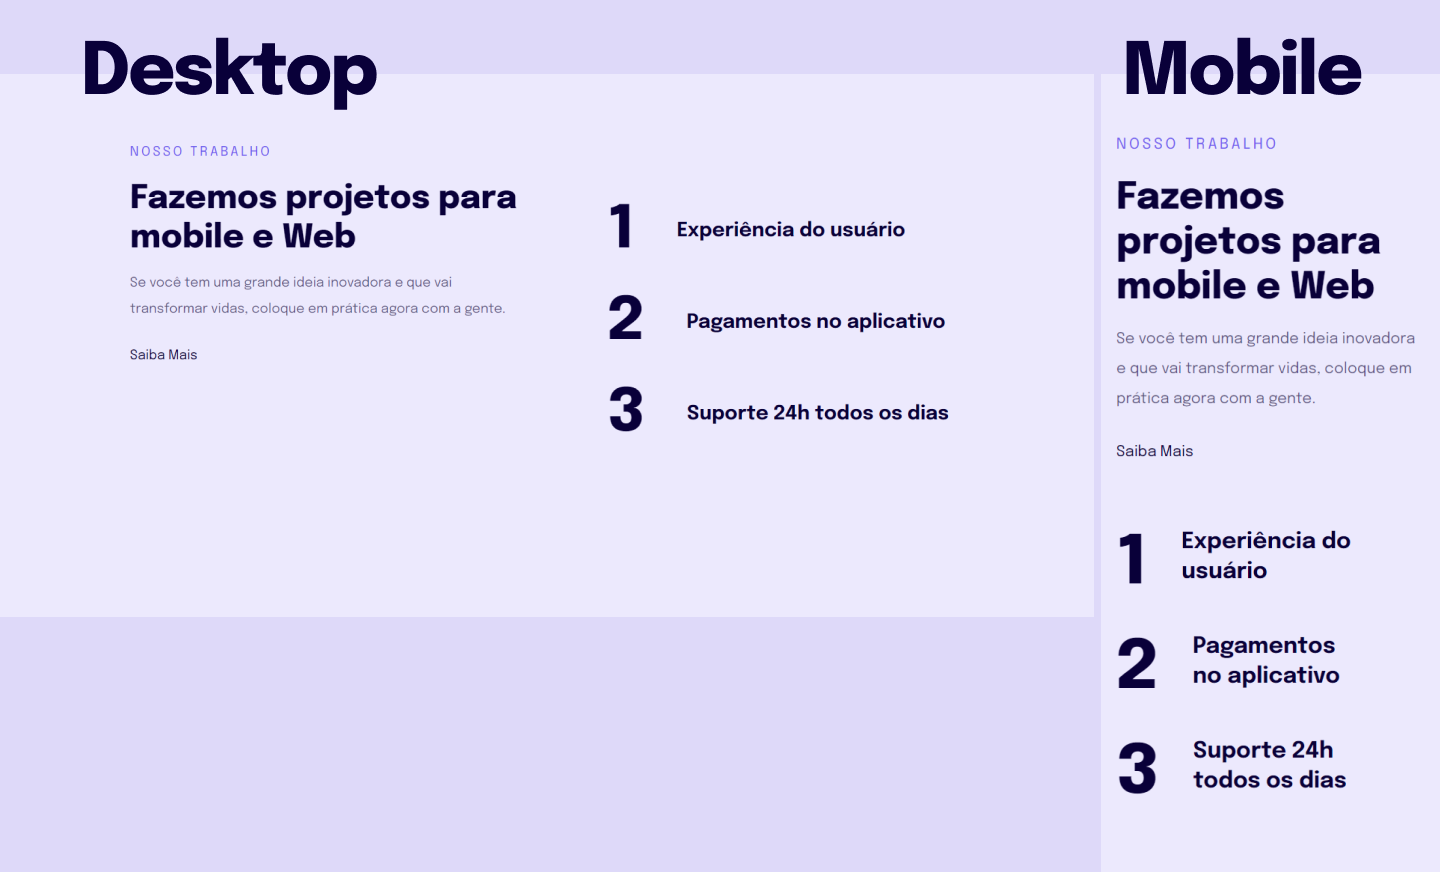 Desktop
NOSSO TRABALHO
Fazemos projetos para
mobile e Web
Se você tem uma grande ideia inovadora e que vai
transformar vidas, coloque em prática agora com a gente.
Saiba Mais
1 Experiência do usuário
2 Pagamentos no aplicativo
3 Suporte 24h todos os dias
Mobile
NOSSO TRABALHO
Fazemos
projetos para
mobile e Web
Se você tem uma grande ideia inovadora
e que vai transformar vidas, coloque em
prática agora com a gente.
Saiba Mais
1 Experiência do
usuário
2 Pagamentos
no aplicativo
3 Suporte 24h
todos os dias